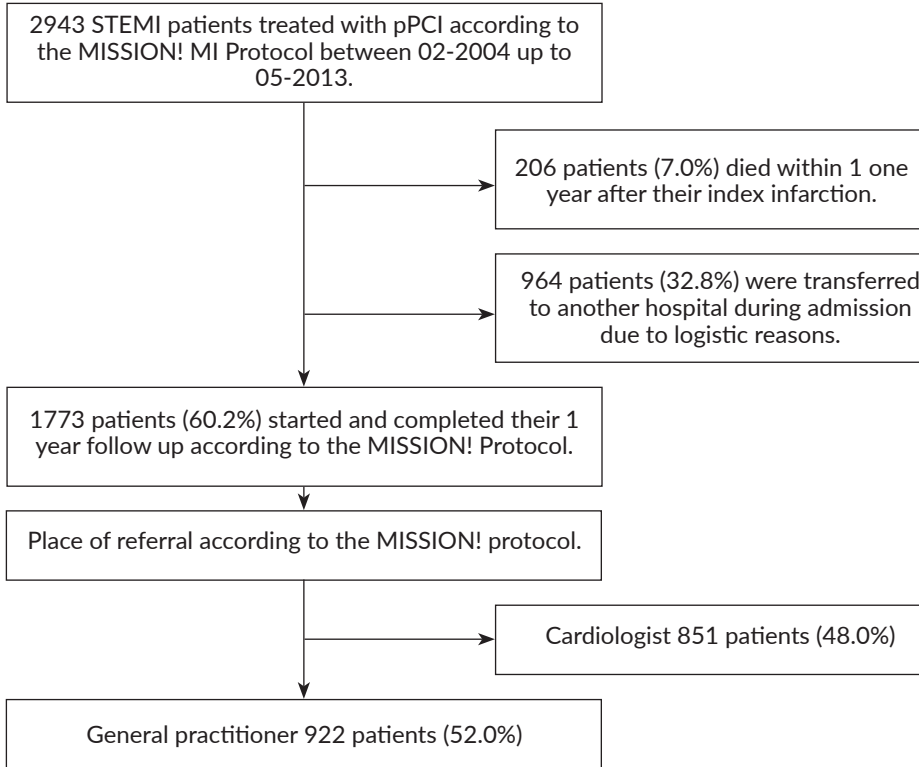 2943 STEMI patients treated with pPCI according to
the MISSION! MI Protocol between 02-2004 up to
05-2013.
206 patients (7.0%) died within 1 one
year after their index infarction.
964 patients (32.8%) were transferred
to another hospital during admission
due to logistic reasons.
1773 patients (60.2%) started and completed their 1
year follow up according to the MISSION! Protocol.
Place of referral according to the MISSION! protocol.
Cardiologist 851 patients (48.0%)
General practitioner 922 patients (52.0%)